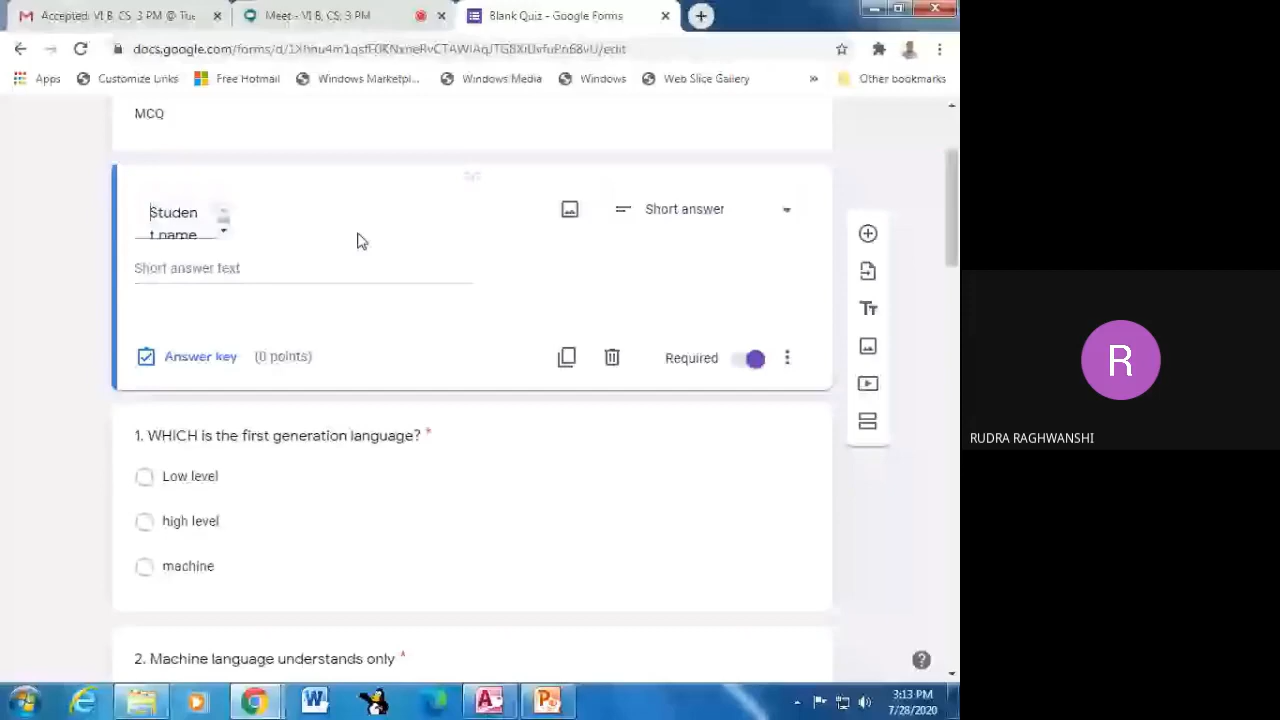 Accepted: VI B, CS, 3 PM @ Tue
Meet - VI B, CS, 3 PM
Blank Quiz - Google Forms
Apps
Customize Links
Free Hotmail
Windows Marketpl...
Windows Media
Windows
Web Slice Gallery
»
Other bookmarks
MCQ
Studen
t name
Short answer
Short answer text
Answer key
(0 points)
Required
1. WHICH is the first generation language? *
Low level
high level
machine
2. Machine language understands only *
3:13 PM
7/28/2020
R
RUDRA RAGHWANSHI